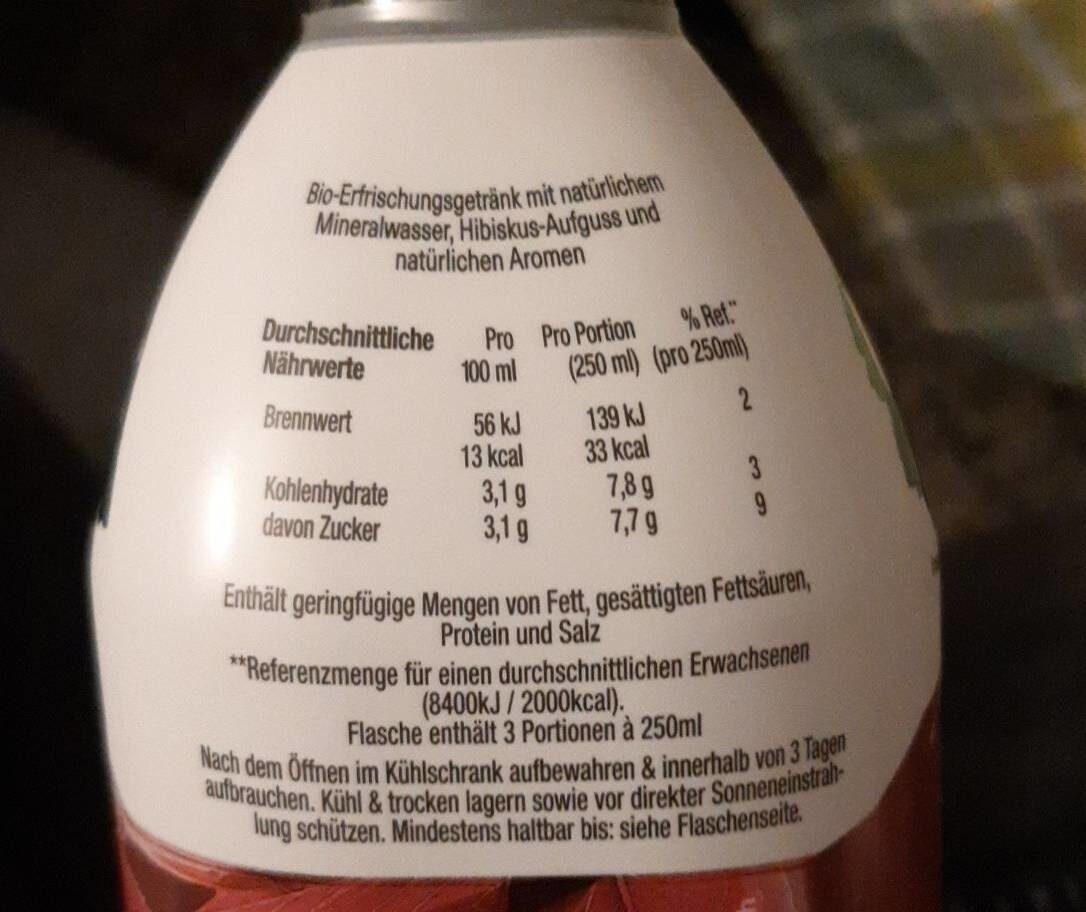 Bio-Erfrischungsgetränk mit natürlichem
Mineralwasser, Hibiskus-Aufguss und
natürlichen Aromen
Durchschnittliche Pro Pro Portion % Ref.**
Nährwerte 100 ml (250 ml) (pro 250ml)
Brennwert 56 kJ 139 kJ 2
13 kcal 33 kcal
Kohlenhydrate 3,1 g 7,8 g 3
davon Zucker 3,1 g 7,7 g 9
Enthält geringfügige Mengen von Fett, gesättigten Fettsäuren,
Protein und Salz
**Referenzmenge für einen durchschnittlichen Erwachsenen
(8400kJ / 2000kcal).
Flasche enthält 3 Portionen à 250ml
Nach dem Öffnen im Kühlschrank aufbewahren & innerhalb von 3 Tagen
aufbrauchen. Kühl & trocken lagern sowie vor direkter Sonneneinstrah-
lung schützen. Mindestens haltbar bis: siehe Flaschenseite.